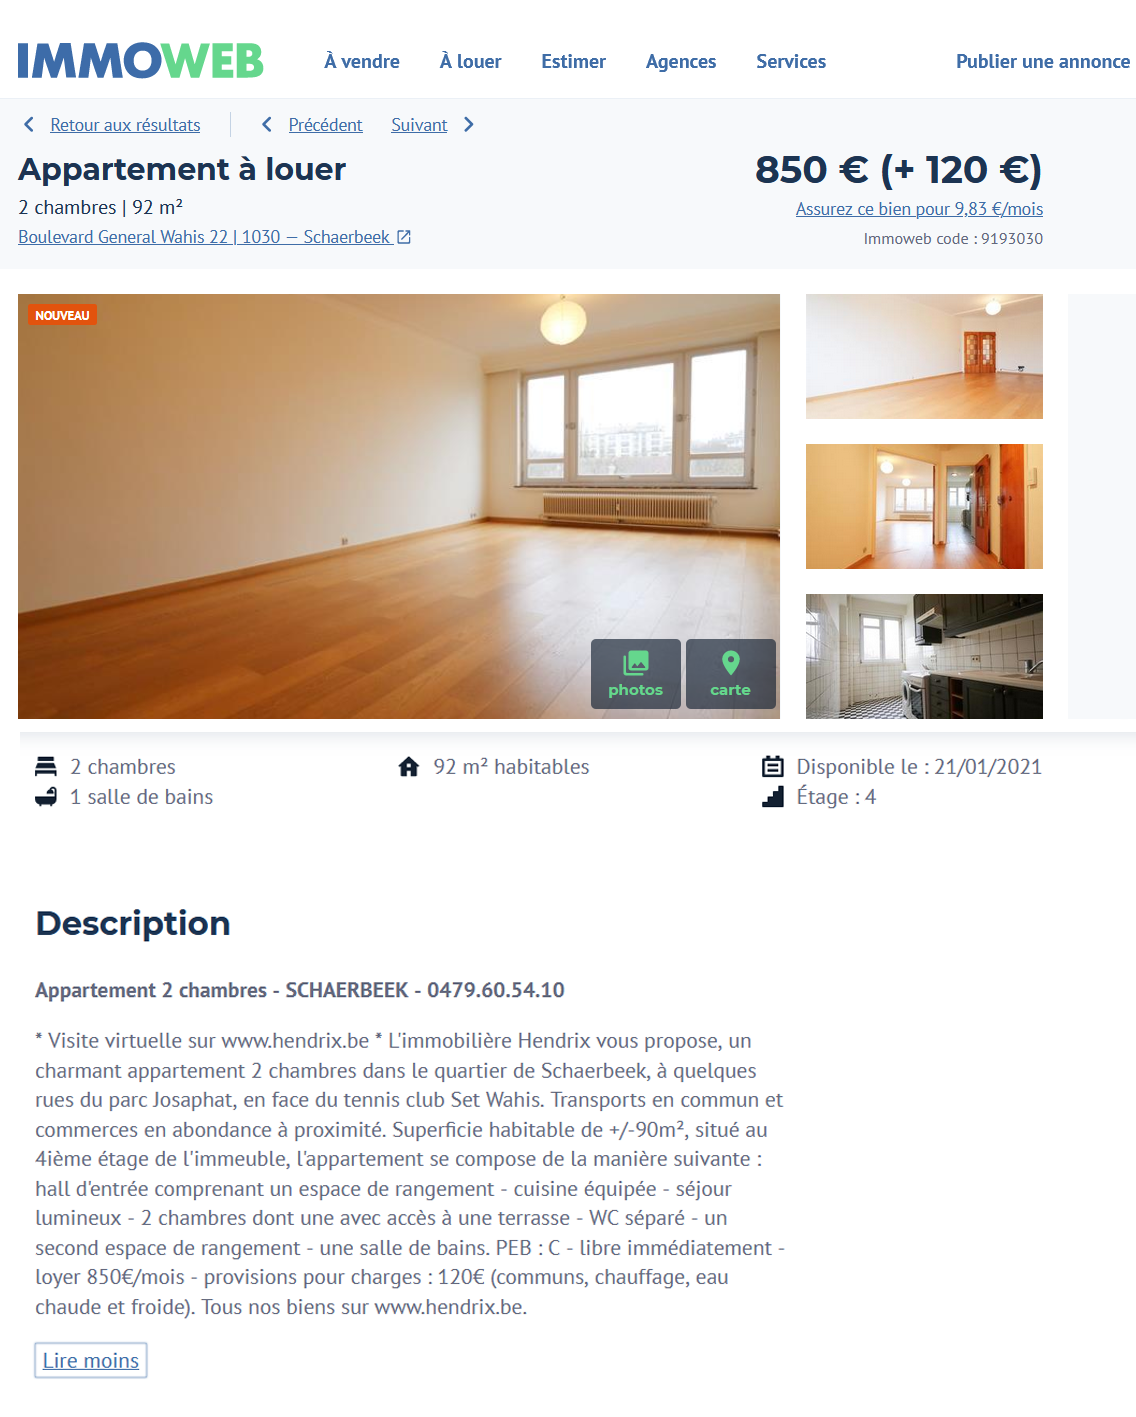 IMMOWEB
À vendre À louer Estimer Agences Services Publier une annonce
Retour aux résultats Précédent Suivant
Appartement à louer
850 € (+ 120 €)
2 chambres | 92 m²
Assurez ce bien pour 9,83 €/mois
Boulevard General Wahis 22 | 1030 — Schaerbeek
Immoweb code : 9193030
NOUVEAU
photos
carte
2 chambres
92 m² habitables
Disponible le : 21/01/2021
1 salle de bains
Étage : 4
Description
Appartement 2 chambres - SCHAERBEEK - 0479.60.54.10
* Visite virtuelle sur www.hendrix.be * L'immobilière Hendrix vous propose, un
charmant appartement 2 chambres dans le quartier de Schaerbeek, à quelques
rues du parc Josaphat, en face du tennis club Set Wahis. Transports en commun et
commerces en abondance à proximité. Superficie habitable de +/-90m², situé au
4ième étage de l'immeuble, l'appartement se compose de la manière suivante :
hall d'entrée comprenant un espace de rangement - cuisine équipée - séjour
lumineux - 2 chambres dont une avec accès à une terrasse - WC séparé - un
second espace de rangement - une salle de bains. PEB : C - libre immédiatement -
loyer 850€/mois - provisions pour charges : 120€ (communs, chauffage, eau
chaude et froide). Tous nos biens sur www.hendrix.be.
Lire moins